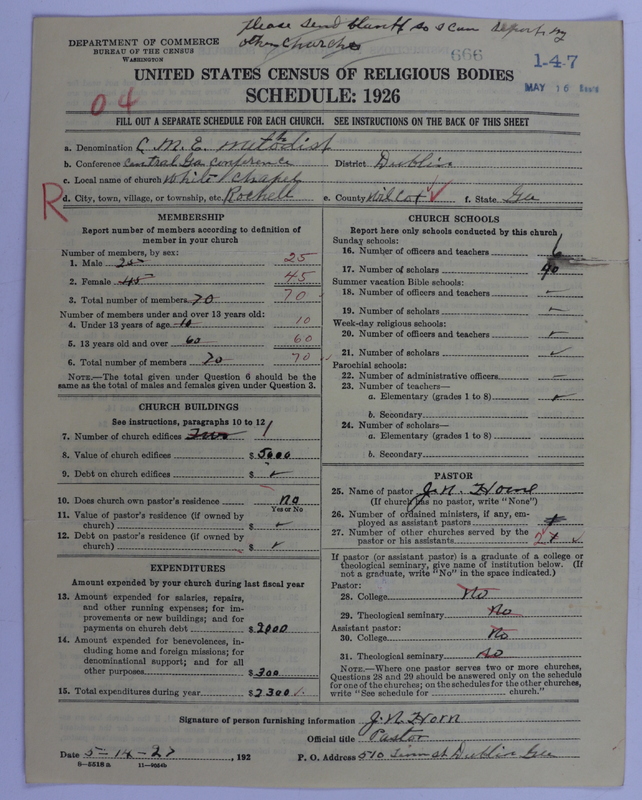 Please send blanks so I can report my
other churches
DEPARTMENT OF COMMERCE
BUREAU OF THE CENSUS
WASHINGTON
666
1-4-7
MAY 16
04
UNITED STATES CENSUS OF RELIGIOUS BODIES
SCHEDULE: 1926
FILL OUT A SEPARATE SCHEDULE FOR EACH CHURCH. SEE INSTRUCTIONS ON THE BACK OF THIS SHEET
a. Denomination C. M. E. Methodist
b. Conference Central Ga conference District Dublin
c. Local name of church White Chapel
R
d. City, town, village, or township, etc. Rochell e. County Wilcox f. State Ga
MEMBERSHIP
Report number of members according to definition of
member in your church
Number of members, by sex:
1. Male 25 25
2. Female 45 45
3. Total number of members 70 70
Number of members under and over 13 years old:
4. Under 13 years of age 10 10
5. 13 years old and over 60 60
6. Total number of members 70 70
NOTE.—The total given under Question 6 should be the
same as the total of males and females given under Question 3.
CHURCH BUILDINGS
See instructions, paragraphs 10 to 12
7. Number of church edifices Two 1
8. Value of church edifices $ 5000
9. Debt on church edifices $ ✓
10. Does church own pastor's residence No
Yes or No
11. Value of pastor's residence (if owned by
church) $ ✓
12. Debt on pastor's residence (if owned by
church) $ ✓
EXPENDITURES
Amount expended by your church during last fiscal year
13. Amount expended for salaries, repairs,
and other running expenses; for im-
provements or new buildings; and for
payments on church debt $ 2000
14. Amount expended for benevolences, in-
cluding home and foreign missions; for
denominational support; and for all
other purposes $ 300
15. Total expenditures during year $ 2300
CHURCH SCHOOLS
Report here only schools conducted by this church
Sunday schools:
16. Number of officers and teachers 6
17. Number of scholars 40
Summer vacation Bible schools:
18. Number of officers and teachers
19. Number of scholars
Week-day religious schools:
20. Number of officers and teachers
21. Number of scholars ✓
Parochial schools:
22. Number of administrative officers
23. Number of teachers—
a. Elementary (grades 1 to 8)
b. Secondary
24. Number of scholars—
a. Elementary (grades 1 to 8)
b. Secondary
PASTOR
25. Name of pastor J. N. Horne
(If church has no pastor, write "None")
26. Number of ordained ministers, if any, em-
ployed as assistant pastors
27. Number of other churches served by the
pastor or his assistants 2
If pastor (or assistant pastor) is a graduate of a college or
theological seminary, give name of institution below. (If
not a graduate, write "No" in the space indicated.)
Pastor:
28. College No
29. Theological seminary No
Assistant pastor:
30. College No
31. Theological seminary No
NOTE.—Where one pastor serves two or more churches,
Questions 28 and 29 should be answered only on the schedule
for one of the churches; on the schedules for the other churches,
write "See schedule for church."
Signature of person furnishing information J. N. Horn
Official title Pastor
Date 5-14-27, 192 P. O. Address 510 St Dublin Ga
8-5518 a 11-9054b